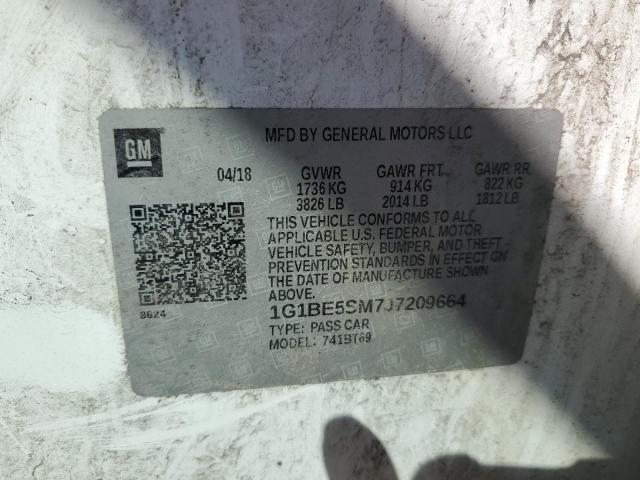 GM
MFD BY GENERAL MOTORS LLC
04/18 GVWR GAWR FRT GAWR RR
1736 KG 914 KG 822 KG
3826 LB 2014 LB 1812 LB
THIS VEHICLE CONFORMS TO ALL
APPLICABLE U.S. FEDERAL MOTOR
VEHICLE SAFETY, BUMPER, AND THEFT
PREVENTION STANDARDS IN EFFECT ON
THE DATE OF MANUFACTURE SHOWN
ABOVE.
8624
1G1BE5SM7J7209664
TYPE: PASS CAR
MODEL: 741BT69